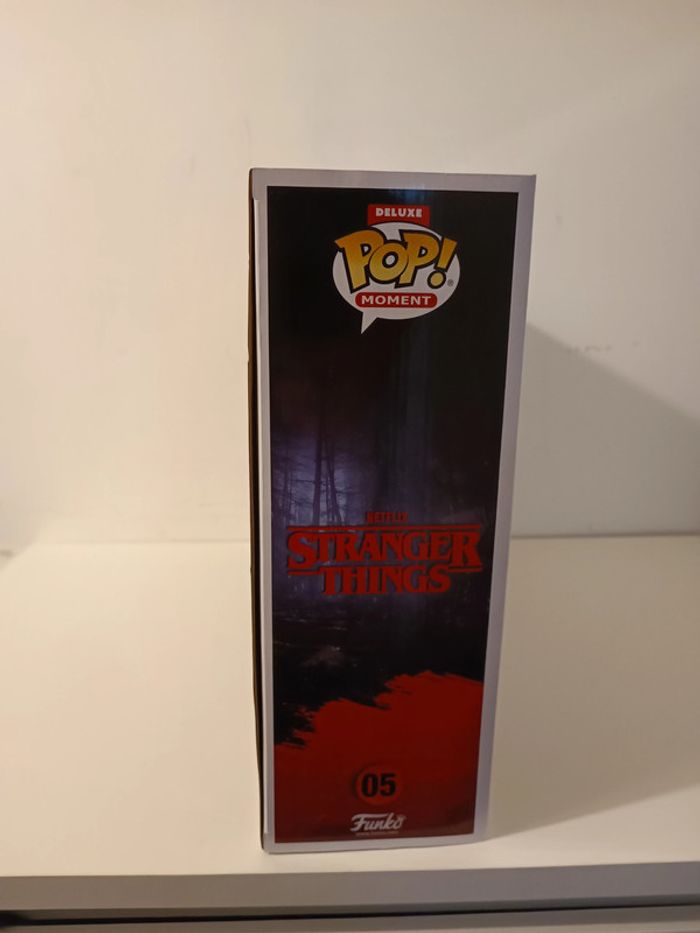 DELUXE
POP!
MOMENT
NETFLIX
STRANGER
THINGS
05
Funko